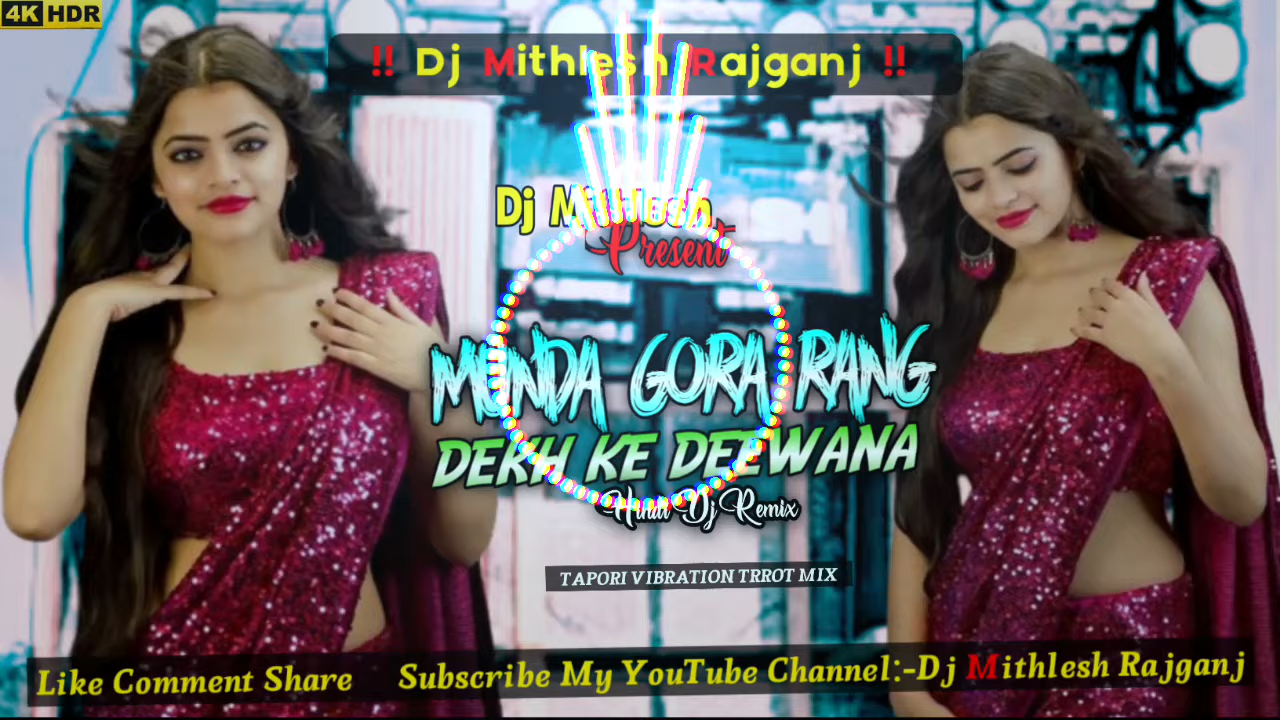 4K HDR
!! Dj Mithlesh Rajganj !!
Dj Mithlesh
Present
MUNDA GORA RANG
DEKH KE DEEWANA
Hindi Dj Remix
TAPORI VIBRATION TRROT MIX
Like Comment Share Subscribe My YouTube Channel:-Dj Mithlesh Rajganj